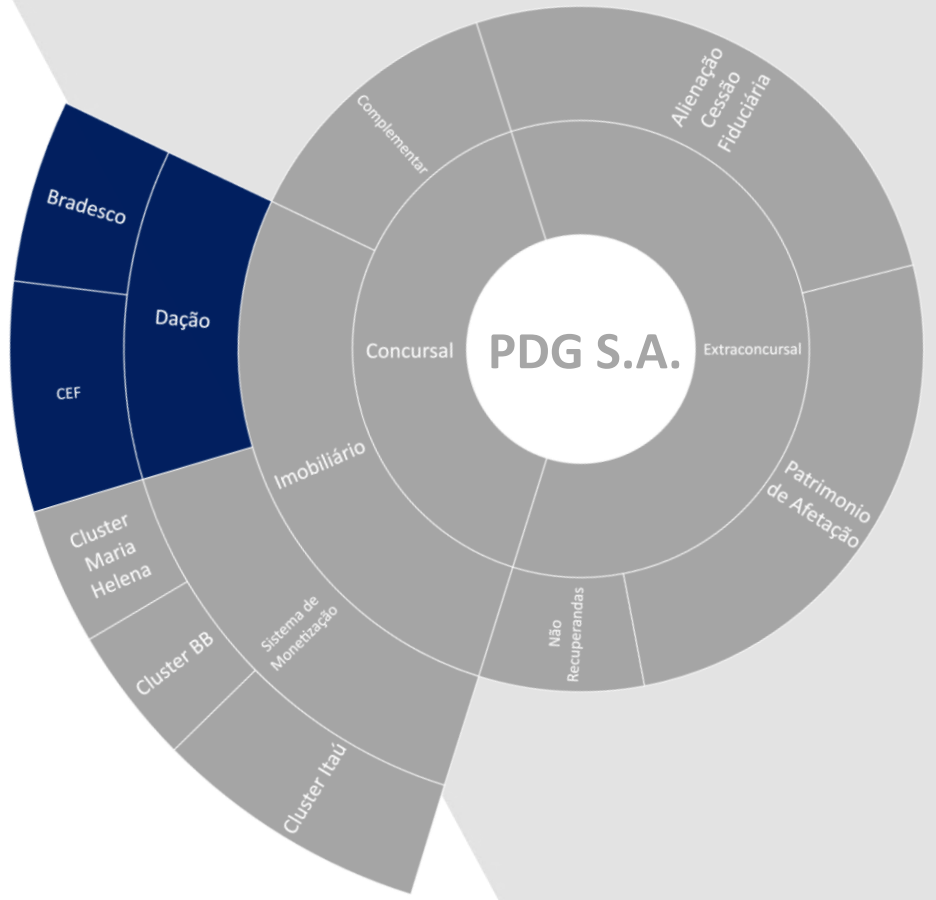 PDG S.A.
Concursal
Extraconcursal
Complementar
Imobiliário
Alienação
Cessão
Fiduciária
Patrimonio
de Afetação
Não
Recuperandas
Dação
Bradesco
CEF
Sistema de
Monetização
Cluster
Maria
Helena
Cluster BB
Cluster Itaú